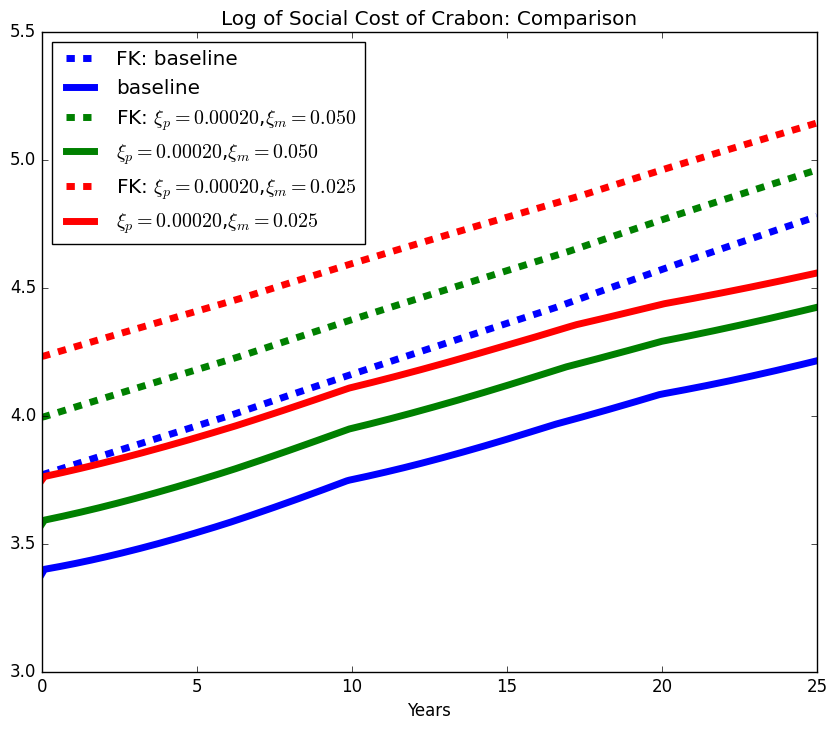 Log of Social Cost of Crabon: Comparison
5.5
5.0
4.5
4.0
3.5
3.0
FK: baseline
baseline
FK: ξp = 0.00020,ξm = 0.050
ξp = 0.00020,ξm = 0.050
FK: ξp = 0.00020,ξm = 0.025
ξp = 0.00020,ξm = 0.025
0 5 10 15 20 25
Years